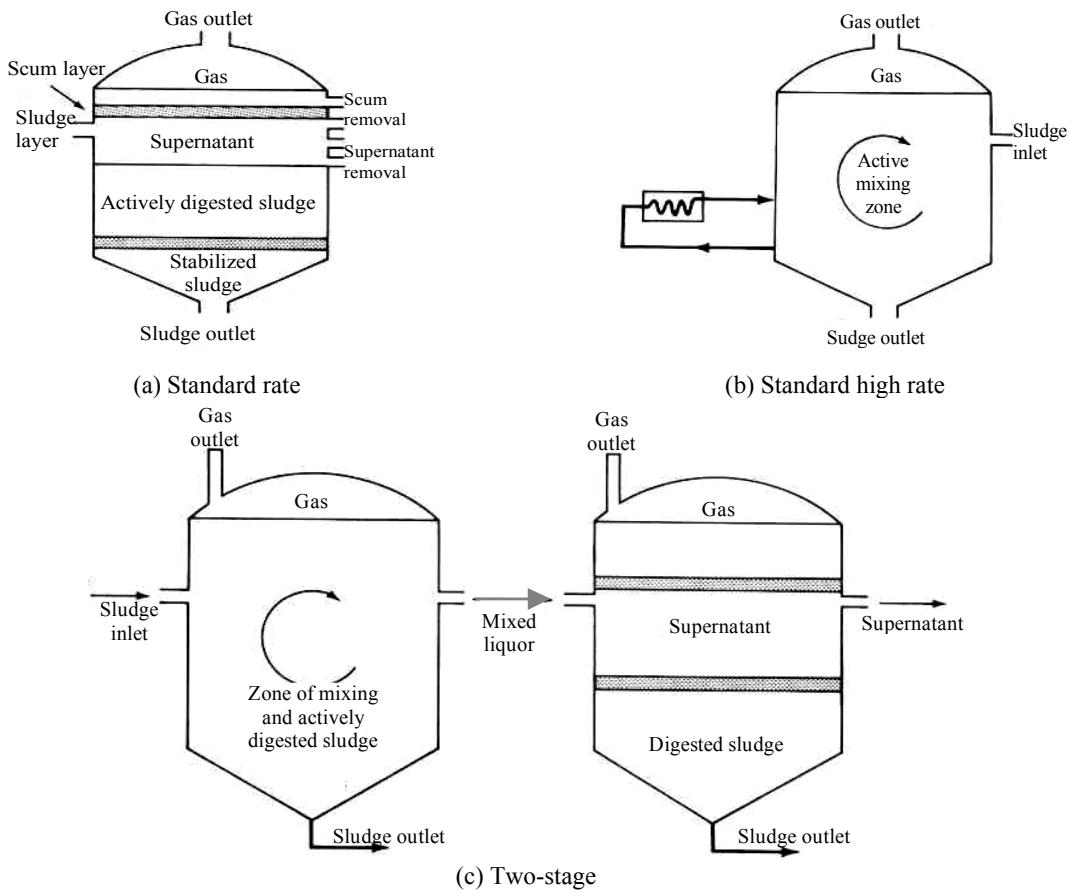 Gas outlet
Gas
Scum layer
Scum
removal
Sludge
layer
Supernatant
Supernatant
removal
Actively digested sludge
Stabilized
sludge
Sludge outlet
(a) Standard rate
Gas outlet
Gas
Sludge
inlet
Active
mixing
zone
Sudge outlet
(b) Standard high rate
Gas
outlet
Gas
Sludge
inlet
Zone of mixing
and actively
digested sludge
Sludge outlet
Mixed
liquor
Gas
outlet
Gas
Supernatant
Supernatant
Digested sludge
Sludge outlet
(c) Two-stage